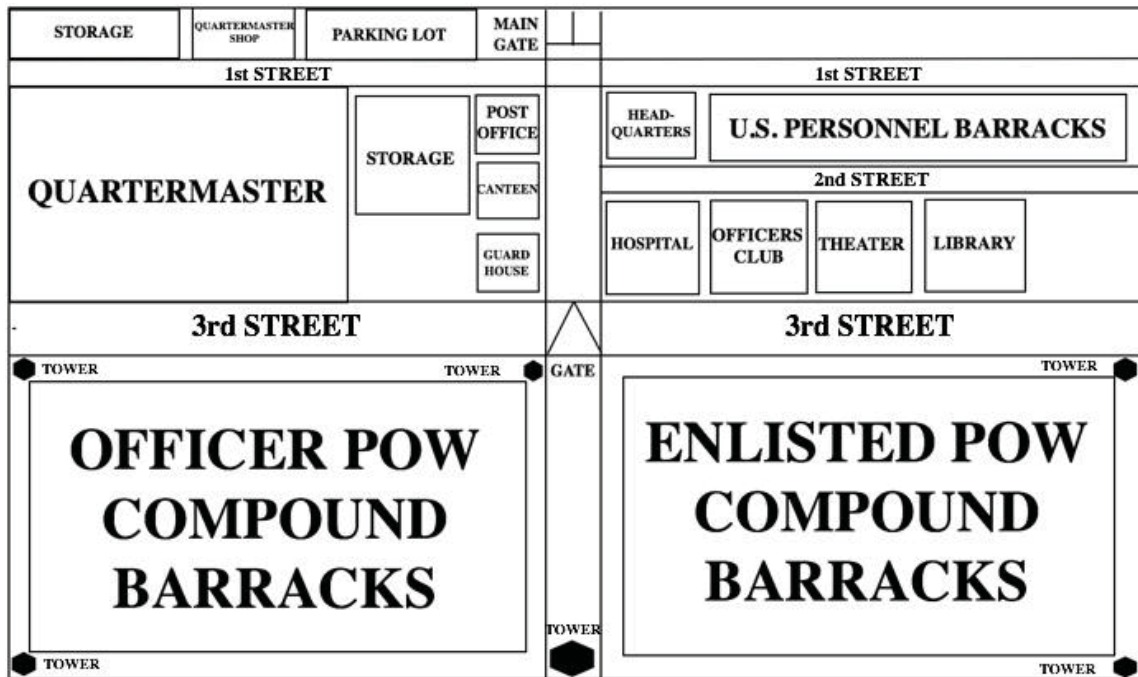 STORAGE
QUARTERMASTER
SHOP
PARKING LOT
MAIN
GATE
1st STREET
1st STREET
QUARTERMASTER
STORAGE
POST
OFFICE
CANTEEN
GUARD
HOUSE
HEAD-
QUARTERS
U.S. PERSONNEL BARRACKS
2nd STREET
HOSPITAL
OFFICERS
CLUB
THEATER
LIBRARY
3rd STREET
3rd STREET
TOWER
TOWER
GATE
TOWER
OFFICER POW
COMPOUND
BARRACKS
ENLISTED POW
COMPOUND
BARRACKS
TOWER
TOWER
TOWER